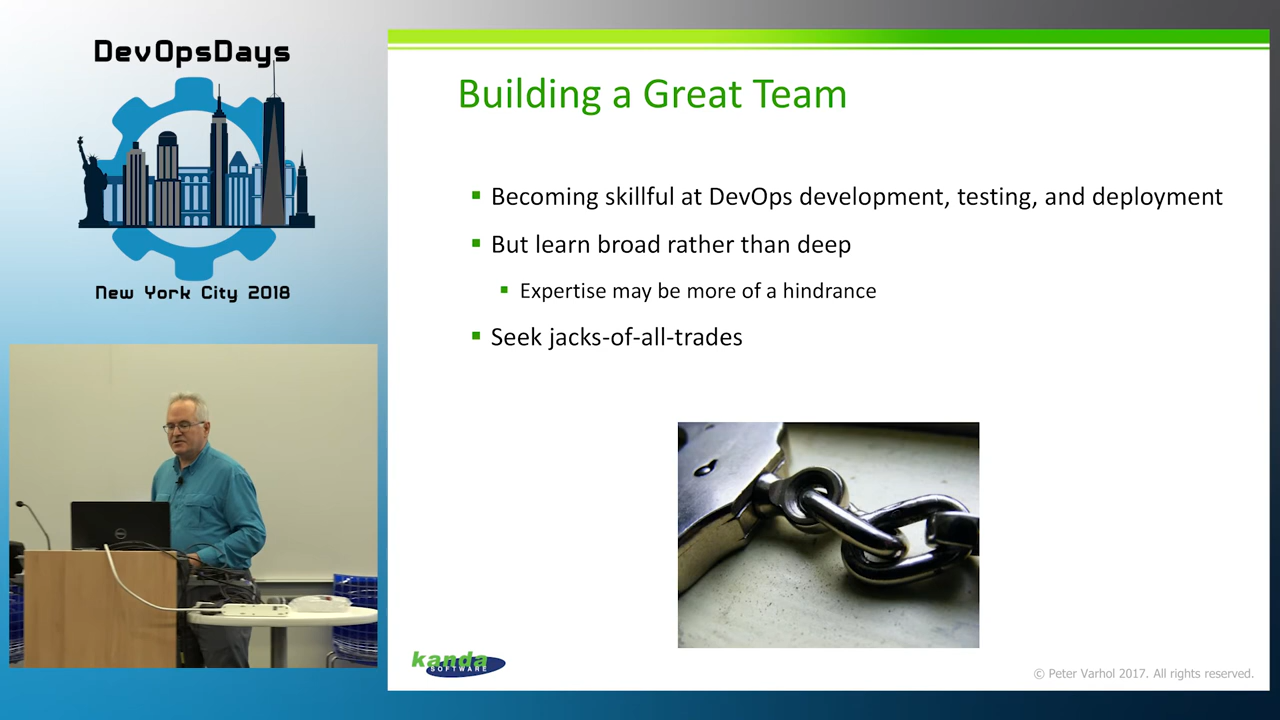 DevOpsDays
New York City 2018
Building a Great Team
Becoming skillful at DevOps development, testing, and deployment
But learn broad rather than deep
Expertise may be more of a hindrance
Seek jacks-of-all-trades
kanda
SOFTWARE
© Peter Varhol 2017. All rights reserved.